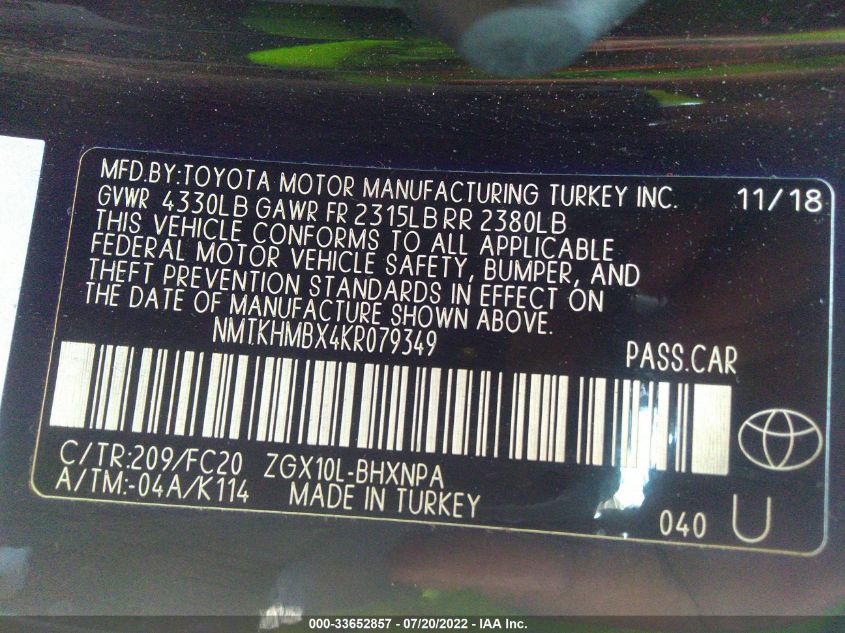 MFD.BY:TOYOTA MOTOR MANUFACTURING TURKEY INC. 11/18
GVWR 4330LB GAWR FR 2315LB RR 2380LB
THIS VEHICLE CONFORMS TO ALL APPLICABLE
FEDERAL MOTOR VEHICLE SAFETY, BUMPER, AND
THEFT PREVENTION STANDARDS IN EFFECT ON
THE DATE OF MANUFACTURE SHOWN ABOVE.
NMTKHMBX4KR079349 PASS.CAR
C/TR:209/FC20 ZGX10L-BHXNPA
A/TM:-04A/K114 MADE IN TURKEY
040 U
000-33652857 - 07/20/2022 - IAA Inc.